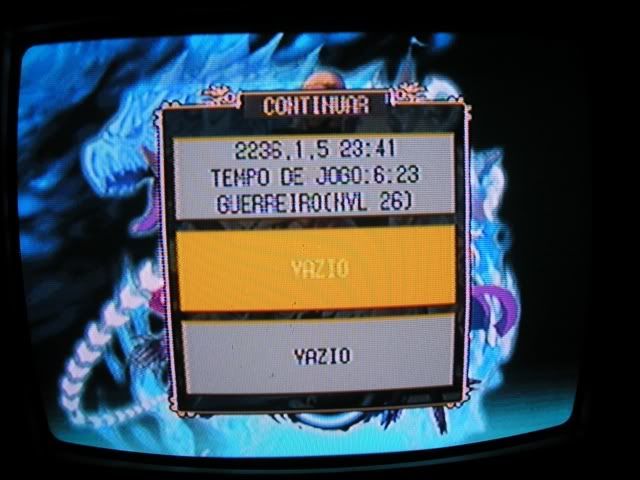 CONTINUAR
2236,1,5 23:41
TEMPO DE JOGO:6:23
GUERREIRO(NVL 26)
VAZIO
VAZIO